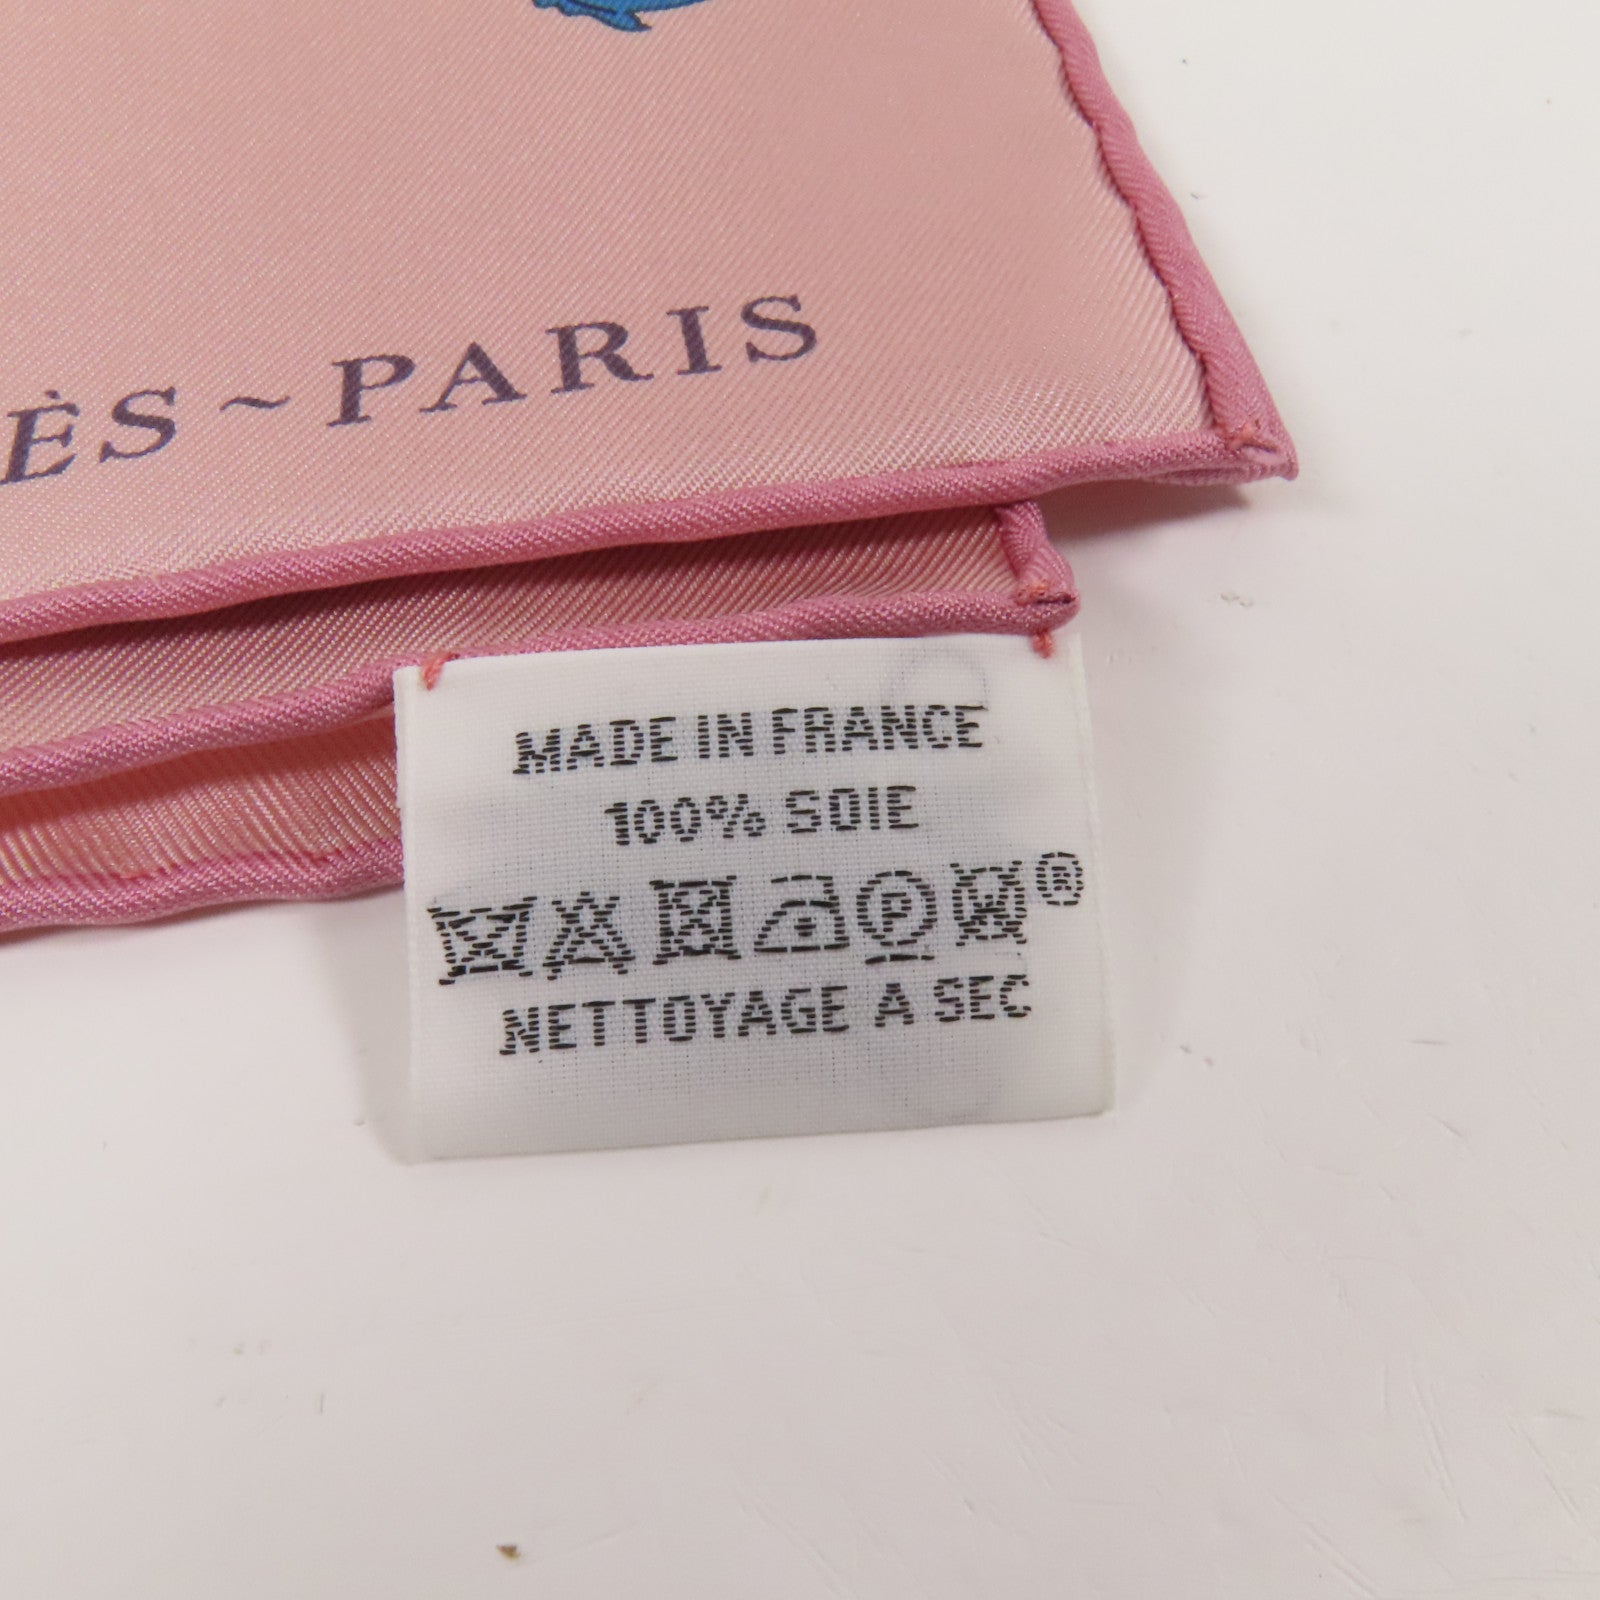 ÈS~PARIS
MADE IN FRANCE
100% SOIE
P ®
NETTOYAGE A SEC